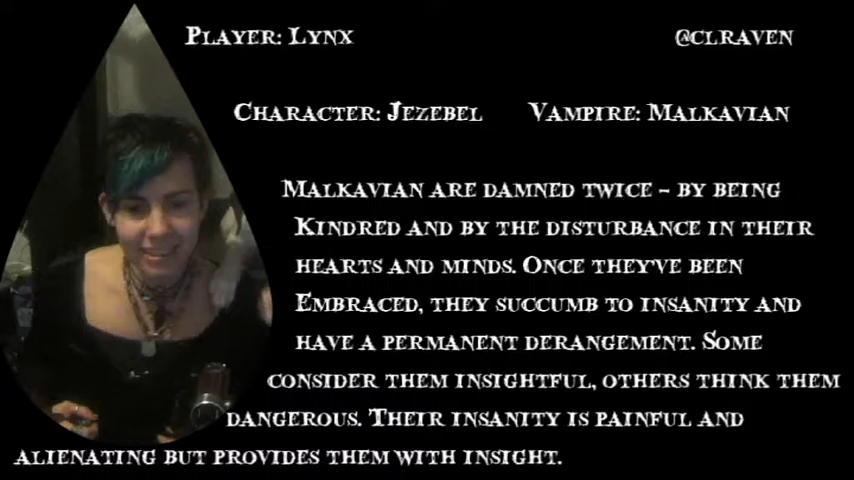 Player: Lynx @clraven
Character: Jezebel Vampire: Malkavian
Malkavian are damned twice – by being
Kindred and by the disturbance in their
hearts and minds. Once they've been
Embraced, they succumb to insanity and
have a permanent derangement. Some
consider them insightful, others think them
dangerous. Their insanity is painful and
alienating but provides them with insight.